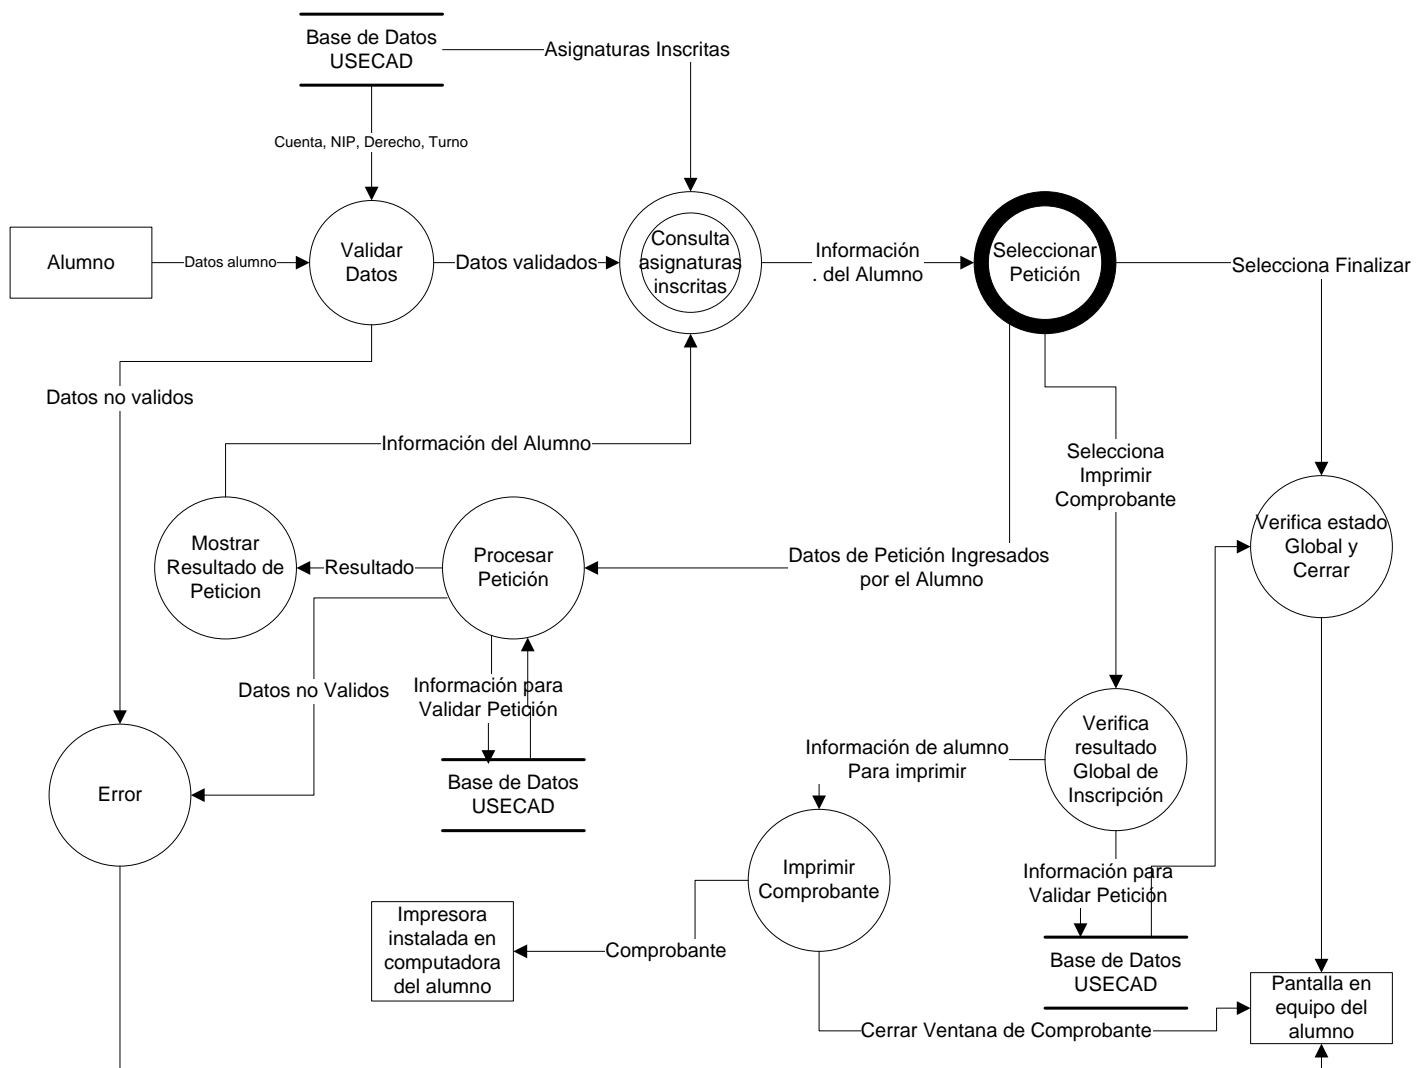 Base de Datos
USECAD
Asignaturas Inscritas
Cuenta, NIP, Derecho, Turno
Alumno
Datos alumno
Validar
Datos
Datos validados
Consulta
asignaturas
inscritas
Información
. del Alumno
Seleccionar
Petición
Selecciona Finalizar
Datos no validos
Información del Alumno
Selecciona
Imprimir
Comprobante
Mostrar
Resultado de
Peticion
Resultado
Procesar
Petición
Datos de Petición Ingresados
por el Alumno
Verifica estado
Global y
Cerrar
Datos no Validos
Información para
Validar Petición
Error
Base de Datos
USECAD
Información de alumno
Para imprimir
Verifica
resultado
Global de
Inscripción
Imprimir
Comprobante
Información para
Validar Petición
Impresora
instalada en
computadora
del alumno
Comprobante
Base de Datos
USECAD
Cerrar Ventana de Comprobante
Pantalla en
equipo del
alumno